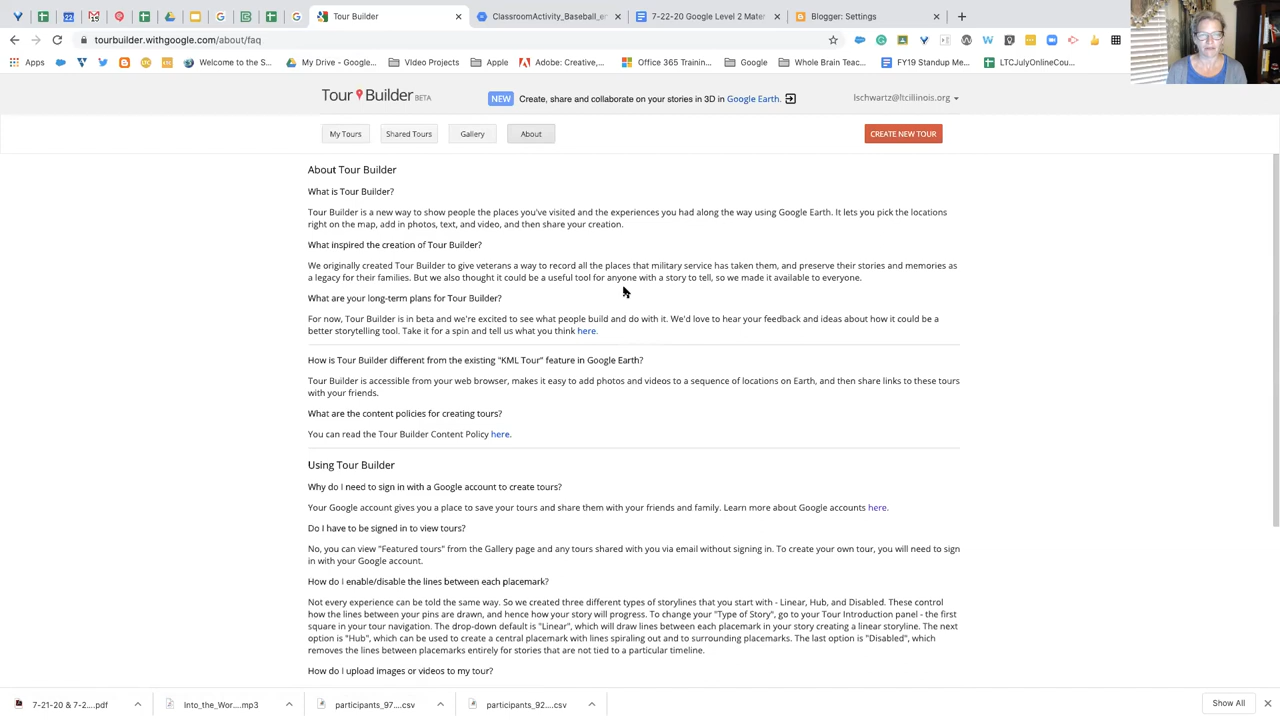 Tour Builder
ClassroomActivity_Baseball_er
7-22-20 Google Level 2 Mater
Blogger: Settings
tourbuilder.withgoogle.com/about/faq
Apps
Welcome to the S...
My Drive - Google...
Video Projects
Apple
Adobe: Creative,...
Office 365 Training...
Google
Whole Brain Teac...
FY19 Standup Me...
LTCJulyOnlineCou...
Tour Builder BETA
NEW Create, share and collaborate on your stories in 3D in Google Earth.
lschwartz@ltcillinois.org
My Tours
Shared Tours
Gallery
About
CREATE NEW TOUR
About Tour Builder
What is Tour Builder?
Tour Builder is a new way to show people the places you've visited and the experiences you had along the way using Google Earth. It lets you pick the locations
right on the map, add in photos, text, and video, and then share your creation.
What inspired the creation of Tour Builder?
We originally created Tour Builder to give veterans a way to record all the places that military service has taken them, and preserve their stories and memories as
a legacy for their families. But we also thought it could be a useful tool for anyone with a story to tell, so we made it available to everyone.
What are your long-term plans for Tour Builder?
For now, Tour Builder is in beta and we're excited to see what people build and do with it. We'd love to hear your feedback and ideas about how it could be a
better storytelling tool. Take it for a spin and tell us what you think here.
How is Tour Builder different from the existing "KML Tour" feature in Google Earth?
Tour Builder is accessible from your web browser, makes it easy to add photos and videos to a sequence of locations on Earth, and then share links to these tours
with your friends.
What are the content policies for creating tours?
You can read the Tour Builder Content Policy here.
Using Tour Builder
Why do I need to sign in with a Google account to create tours?
Your Google account gives you a place to save your tours and share them with your friends and family. Learn more about Google accounts here.
Do I have to be signed in to view tours?
No, you can view "Featured tours" from the Gallery page and any tours shared with you via email without signing in. To create your own tour, you will need to sign
in with your Google account.
How do I enable/disable the lines between each placemark?
Not every experience can be told the same way. So we created three different types of storylines that you start with - Linear, Hub, and Disabled. These control
how the lines between your pins are drawn, and hence how your story will progress. To change your "Type of Story", go to your Tour Introduction panel - the first
square in your tour navigation. The drop-down default is "Linear", which will draw lines between each placemark in your story creating a linear storyline. The next
option is "Hub", which can be used to create a central placemark with lines spiraling out and to surrounding placemarks. The last option is "Disabled", which
removes the lines between placemarks entirely for stories that are not tied to a particular timeline.
How do I upload images or videos to my tour?
7-21-20 & 7-2....pdf
Into_the_Wor....mp3
participants_97....csv
participants_92....csv
Show All